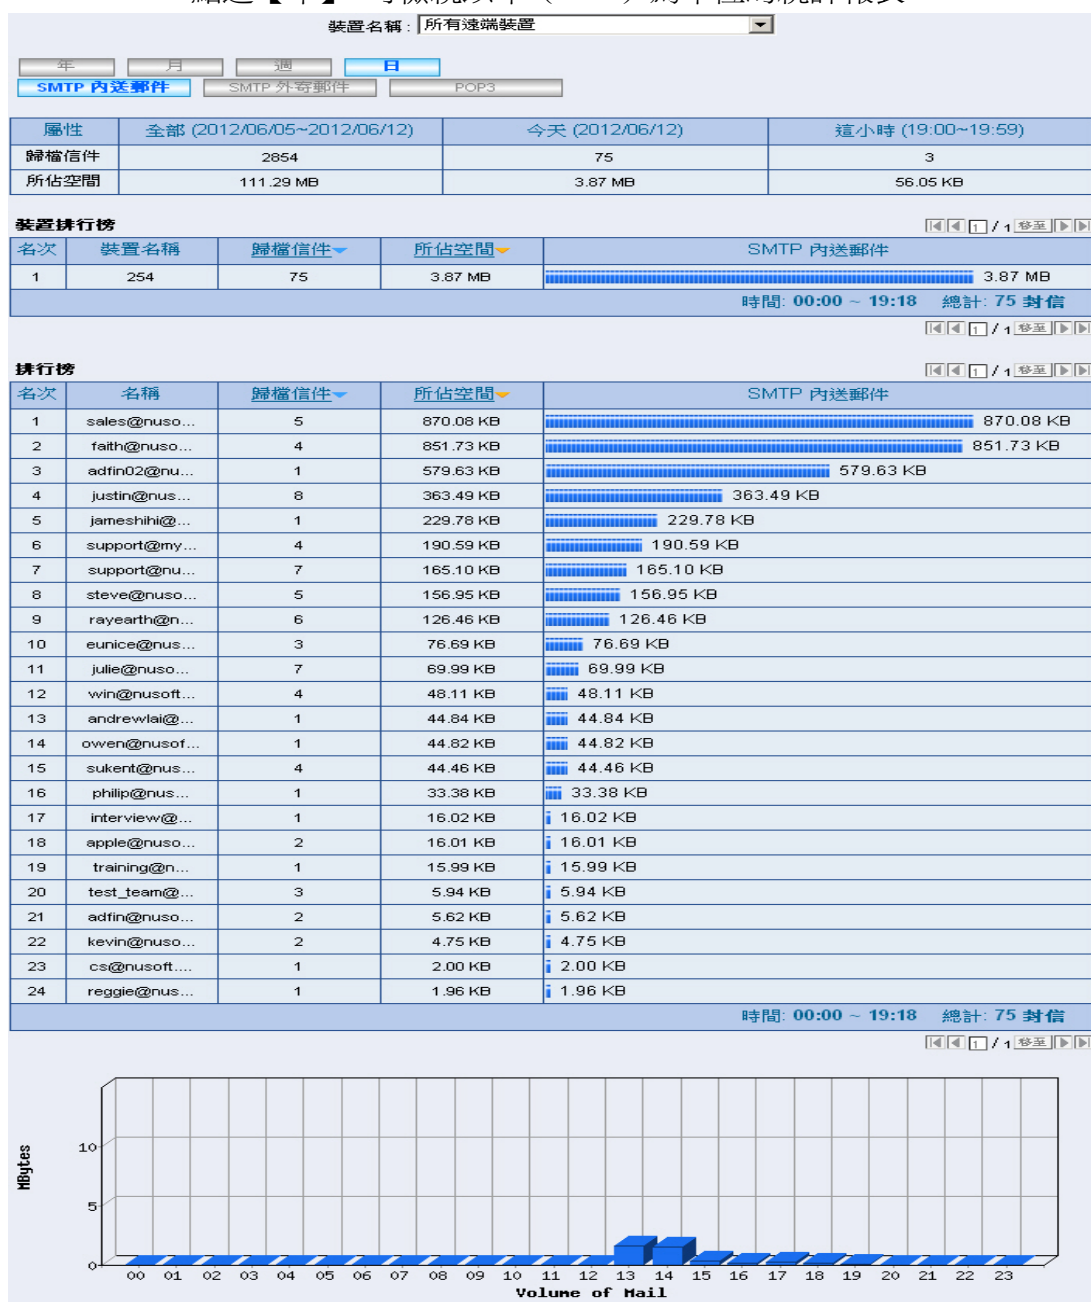 裝置名稱 : 所有遠端裝置
年 月 週 日
SMTP 內送郵件 SMTP 外寄郵件 POP3
屬性 全部 (2012/06/05~2012/06/12) 今天 (2012/06/12) 這小時 (19:00~19:59)
歸檔信件 2854 75 3
所佔空間 111.29 MB 3.87 MB 56.05 KB
裝置排行榜 1 / 1 移至
名次 裝置名稱 歸檔信件 所佔空間 SMTP 內送郵件
1 254 75 3.87 MB 3.87 MB
時間: 00:00 ~ 19:18 總計: 75 封信
1 / 1 移至
排行榜 1 / 1 移至
名次 名稱 歸檔信件 所佔空間 SMTP 內送郵件
1 sales@nuso... 5 870.08 KB 870.08 KB
2 faith@nuso... 4 851.73 KB 851.73 KB
3 adfin02@nu... 1 579.63 KB 579.63 KB
4 justin@nus... 8 363.49 KB 363.49 KB
5 jameshihi@... 1 229.78 KB 229.78 KB
6 support@my... 4 190.59 KB 190.59 KB
7 support@nu... 7 165.10 KB 165.10 KB
8 steve@nuso... 5 156.95 KB 156.95 KB
9 rayearth@n... 6 126.46 KB 126.46 KB
10 eunice@nus... 3 76.69 KB 76.69 KB
11 julie@nuso... 7 69.99 KB 69.99 KB
12 win@nusoft... 4 48.11 KB 48.11 KB
13 andrewlai@... 1 44.84 KB 44.84 KB
14 owen@nusof... 1 44.82 KB 44.82 KB
15 sukent@nus... 4 44.46 KB 44.46 KB
16 philip@nus... 1 33.38 KB 33.38 KB
17 interview@... 1 16.02 KB 16.02 KB
18 apple@nuso... 2 16.01 KB 16.01 KB
19 training@n... 1 15.99 KB 15.99 KB
20 test_team@... 3 5.94 KB 5.94 KB
21 adfin@nuso... 2 5.62 KB 5.62 KB
22 kevin@nuso... 2 4.75 KB 4.75 KB
23 cs@nusoft.... 1 2.00 KB 2.00 KB
24 reggie@nus... 1 1.96 KB 1.96 KB
時間: 00:00 ~ 19:18 總計: 75 封信
1 / 1 移至
MBytes
10
5
0
00 01 02 03 04 05 06 07 08 09 10 11 12 13 14 15 16 17 18 19 20 21 22 23
Volume of Mail